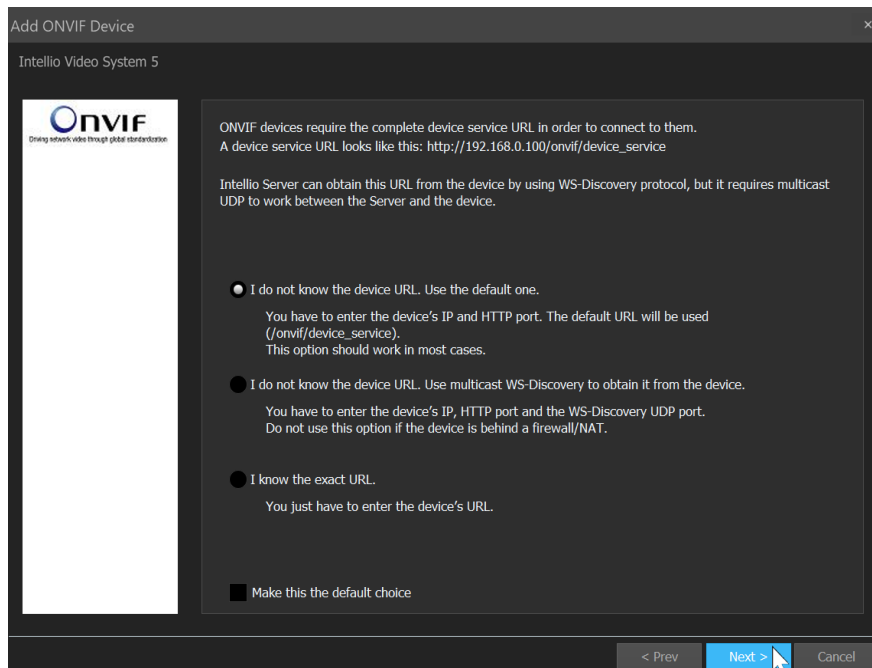 Add ONVIF Device
×
Intellio Video System 5
Onvif
Driving network video through global standardization
ONVIF devices require the complete device service URL in order to connect to them.
A device service URL looks like this: http://192.168.0.100/onvif/device_service
Intellio Server can obtain this URL from the device by using WS-Discovery protocol, but it requires multicast
UDP to work between the Server and the device.
I do not know the device URL. Use the default one.
You have to enter the device's IP and HTTP port. The default URL will be used
(/onvif/device_service).
This option should work in most cases.
I do not know the device URL. Use multicast WS-Discovery to obtain it from the device.
You have to enter the device's IP, HTTP port and the WS-Discovery UDP port.
Do not use this option if the device is behind a firewall/NAT.
I know the exact URL.
You just have to enter the device's URL.
Make this the default choice
< Prev Next > Cancel